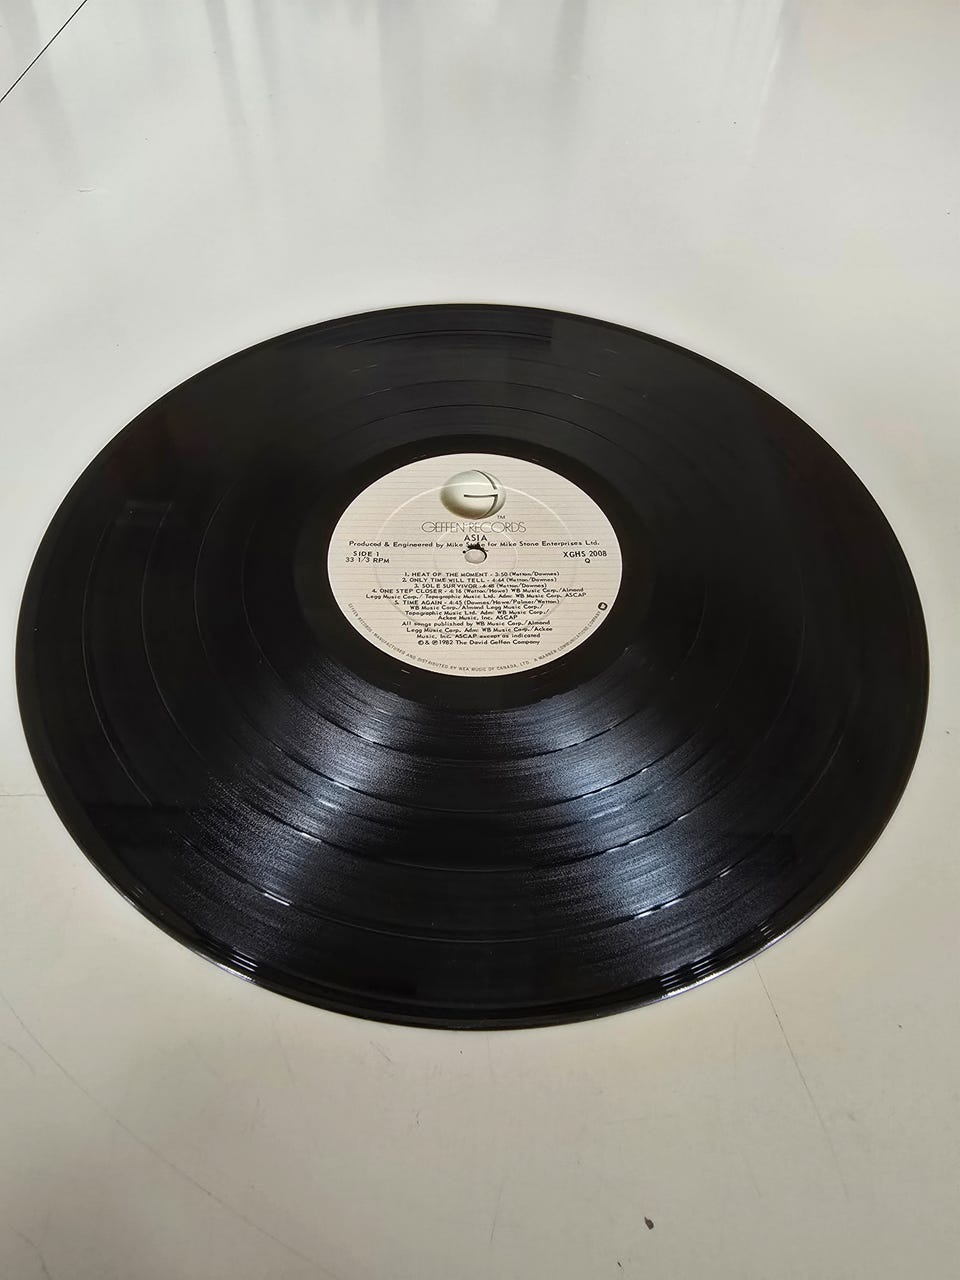 G
TM
GEFFEN RECORDS
ASIA
Produced & Engineered by Mike Stone for Mike Stone Enterprises Ltd.
SIDE 1
33 1/3 RPM
XGHS 2008
Q
1. HEAT OF THE MOMENT - 3:50 (Wetton/Downes)
2. ONLY TIME WILL TELL - 4:44 (Wetton/Downes)
3. SOLE SURVIVOR - 4:48 (Wetton/Downes)
4. ONE STEP CLOSER - 4:16 (Wetton/Howe) WB Music Corp./Almond
Legg Music Corp./ Topographic Music Ltd. Adm: WB Music Corp. ASCAP
5. TIME AGAIN - 4:45 (Downes/Howe/Palmer/Wetton)
WB Music Corp./Almond Legg Music Corp./
Topographic Music Ltd. Adm: WB Music Corp./
Ackee Music, Inc. ASCAP
All songs published by WB Music Corp./Almond
Legg Music Corp. Adm: WB Music Corp./Ackee
Music, Inc. ASCAP except as indicated
© & ℗ 1982 The David Geffen Company
GEFFEN RECORDS / MANUFACTURED AND DISTRIBUTED BY WEA MUSIC OF CANADA, LTD. A WARNER COMMUNICATIONS COMPANY